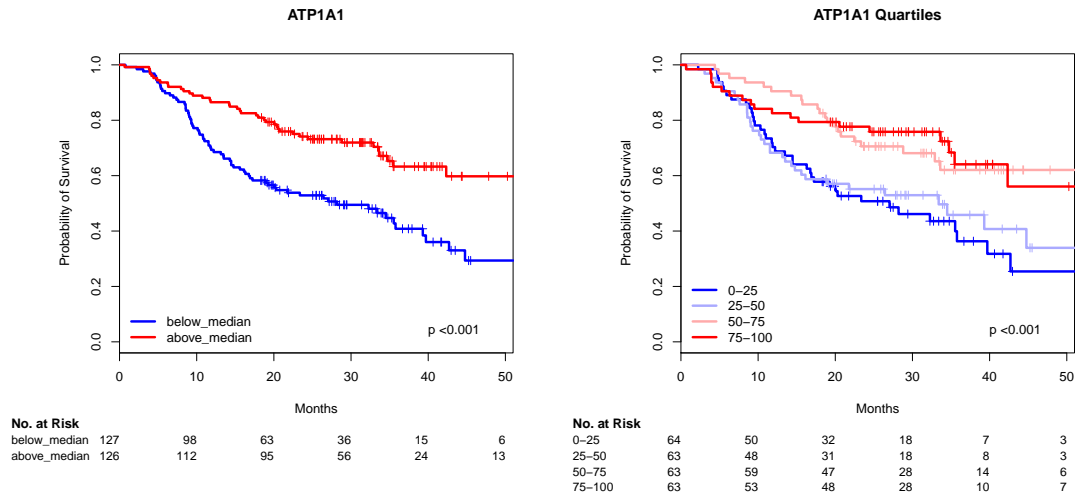 ATP1A1
Probability of Survival
1.0
0.8
0.6
0.4
0.2
0.0
below_median
above_median
p <0.001
0 10 20 30 40 50
Months
No. at Risk
below_median 127 98 63 36 15 6
above_median 126 112 95 56 24 13
ATP1A1 Quartiles
Probability of Survival
1.0
0.8
0.6
0.4
0.2
0.0
0−25
25−50
50−75
75−100
p <0.001
0 10 20 30 40 50
Months
No. at Risk
0−25 64 50 32 18 7 3
25−50 63 48 31 18 8 3
50−75 63 59 47 28 14 6
75−100 63 53 48 28 10 7